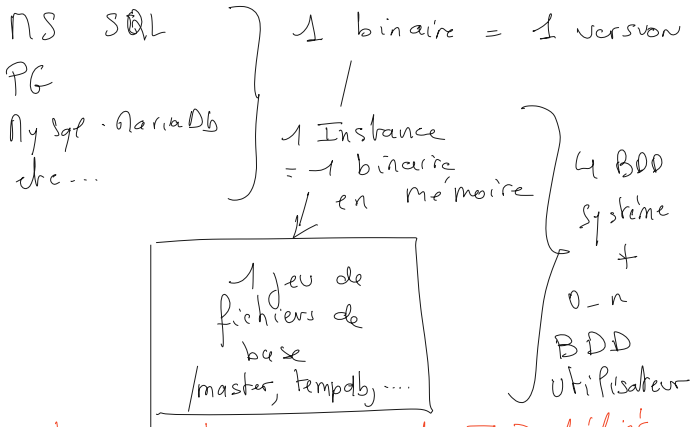 MS SQL
PG
My Sql - MariaDb
etc...
1 binaire = 1 version
1 Instance
= 1 binaire
en mémoire
1 jeu de
fichiers de
base
/master, tempdb, ....
4 BDD
Système
+
0_n
BDD
Utilisateur